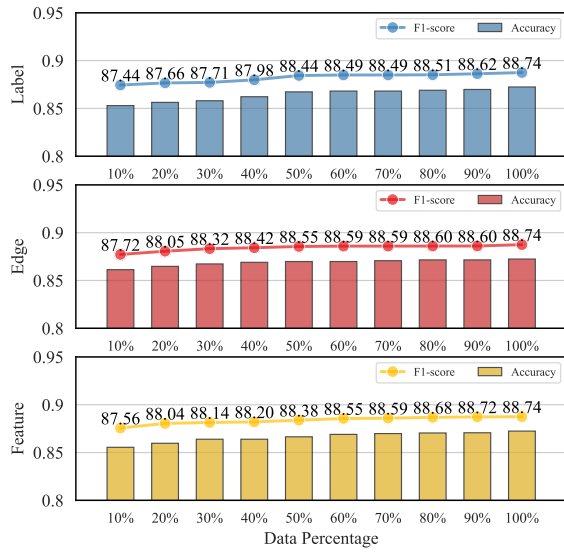 0.95
F1-score Accuracy
0.9
87.44 87.66 87.71 87.98 88.44 88.49 88.49 88.51 88.62 88.74
Label
0.85
0.8
10% 20% 30% 40% 50% 60% 70% 80% 90% 100%
0.95
F1-score Accuracy
0.9
87.72 88.05 88.32 88.42 88.55 88.59 88.59 88.60 88.60 88.74
Edge
0.85
0.8
10% 20% 30% 40% 50% 60% 70% 80% 90% 100%
0.95
F1-score Accuracy
0.9
87.56 88.04 88.14 88.20 88.38 88.55 88.59 88.68 88.72 88.74
Feature
0.85
0.8
10% 20% 30% 40% 50% 60% 70% 80% 90% 100%
Data Percentage